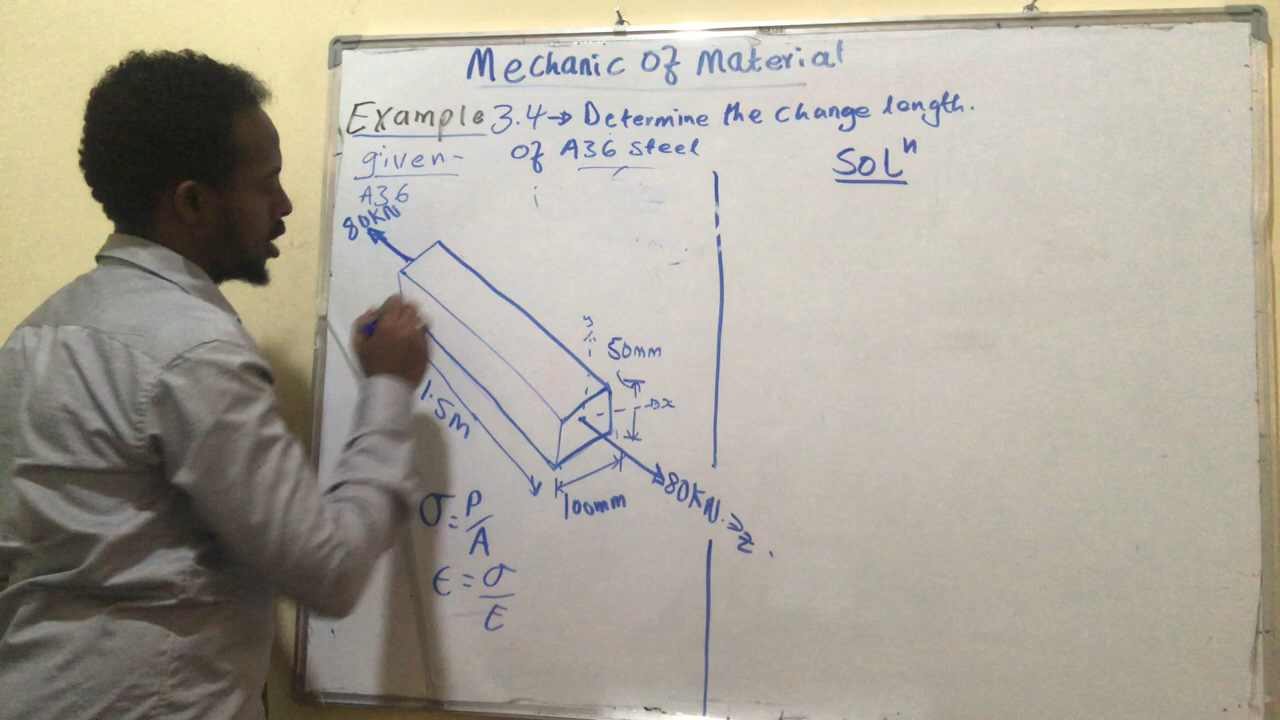 Mechanic Of Material
Example 3.4→ Determine the change length.
of A36 steel
given-
A36
Solⁿ
80KN
y
50mm
x
1.5m
100mm
80KN
z
σ = P/A
ϵ = σ/E